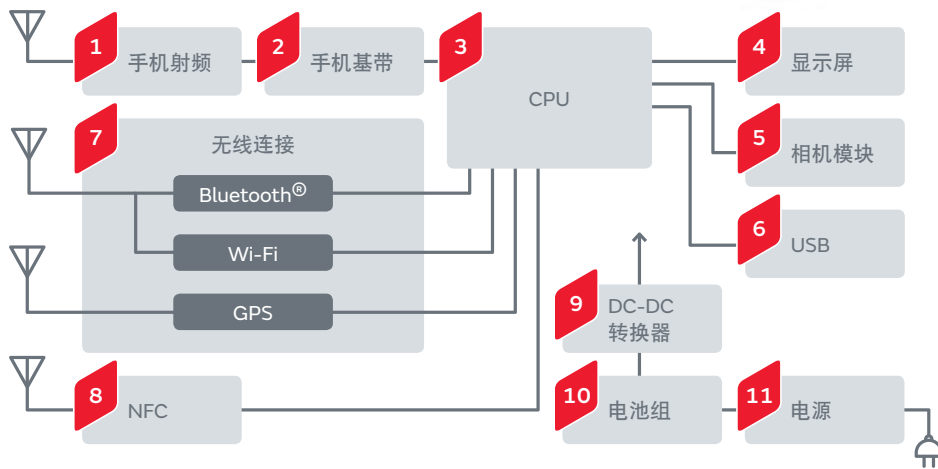 1
手机射频
2
手机基带
3
CPU
4
显示屏
7
无线连接
5
相机模块
Bluetooth®
6
USB
Wi-Fi
GPS
9
DC-DC
转换器
8
NFC
10
电池组
11
电源